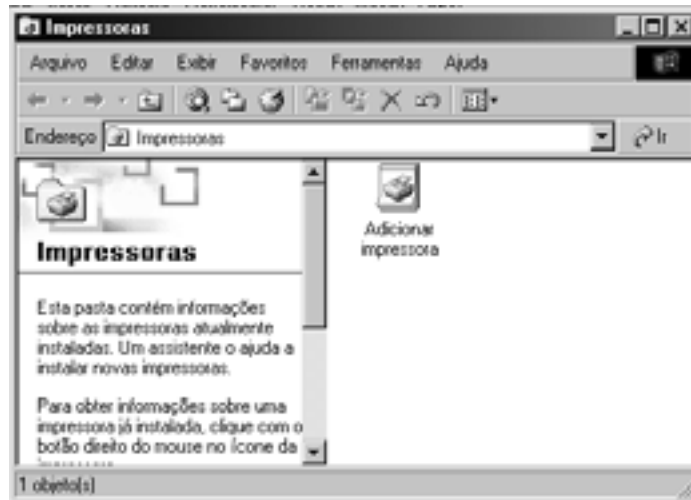 Impressoras
Arquivo Editar Exibir Favoritos Ferramentas Ajuda
Endereço Impressoras Ir
Impressoras
Esta pasta contém informações
sobre as impressoras atualmente
instaladas. Um assistente o ajuda a
instalar novas impressoras.
Para obter informações sobre uma
impressora já instalada, clique com o
botão direito do mouse no ícone da
Adicionar
impressora
1 objeto(s)